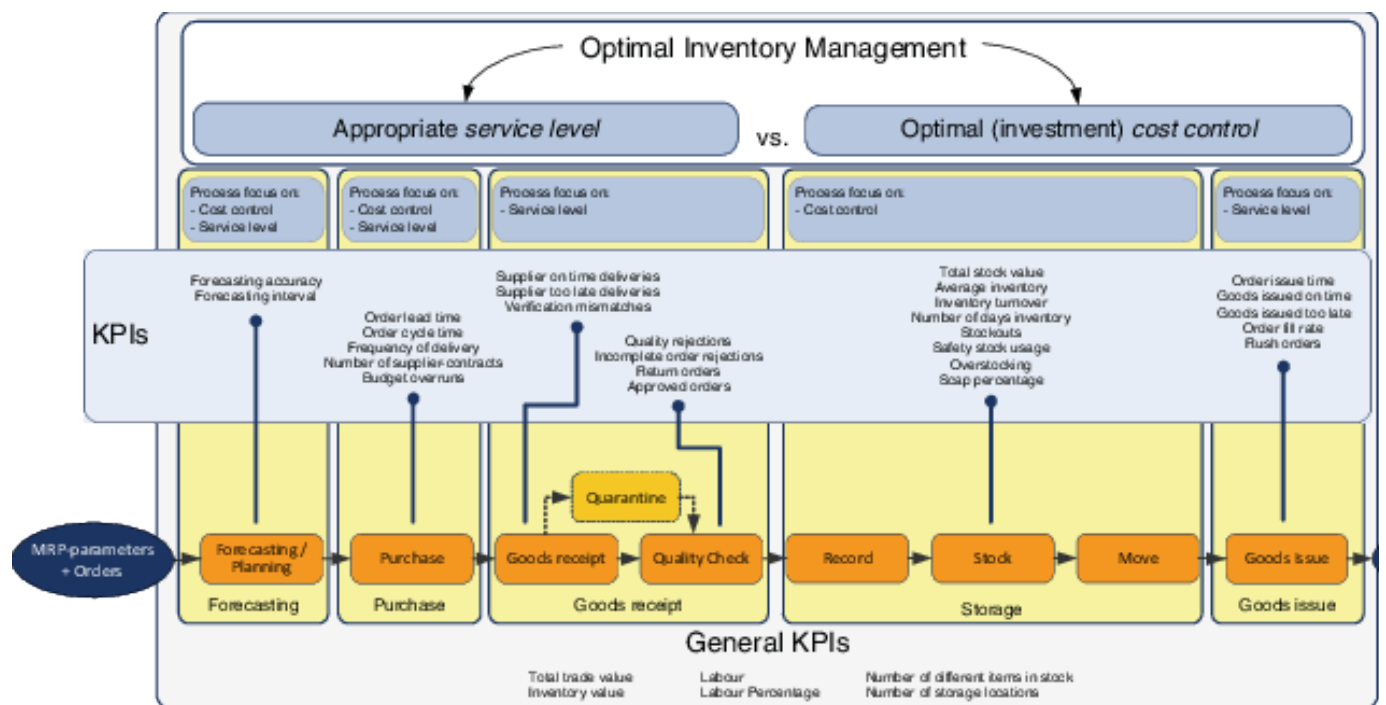 Optimal Inventory Management
Appropriate service level
vs.
Optimal (investment) cost control
Process focus on:
- Cost control
- Service level
Process focus on:
- Cost control
- Service level
Process focus on:
- Service level
Process focus on:
- Cost control
Process focus on:
- Service level
KPIs
Forecasting accuracy
Forecasting interval
Order lead time
Order cycle time
Frequency of delivery
Number of supplier-contracts
Budget overruns
Supplier on time deliveries
Supplier too late deliveries
Verification mismatches
Quality rejections
Incomplete order rejections
Return orders
Approved orders
Total stock value
Average inventory
Inventory turnover
Number of days inventory
Stockouts
Safety stock usage
Overstocking
Scap percentage
Order issue time
Goods issued on time
Goods issued too late
Order fill rate
Rush orders
Quarantine
MRP-parameters
+ Orders
Forecasting /
Planning
Purchase
Goods receipt
Quality Check
Record
Stock
Move
Goods Issue
Forecasting
Purchase
Goods receipt
Storage
Goods issue
General KPIs
Total trade value
Inventory value
Labour
Labour Percentage
Number of different items in stock
Number of storage locations